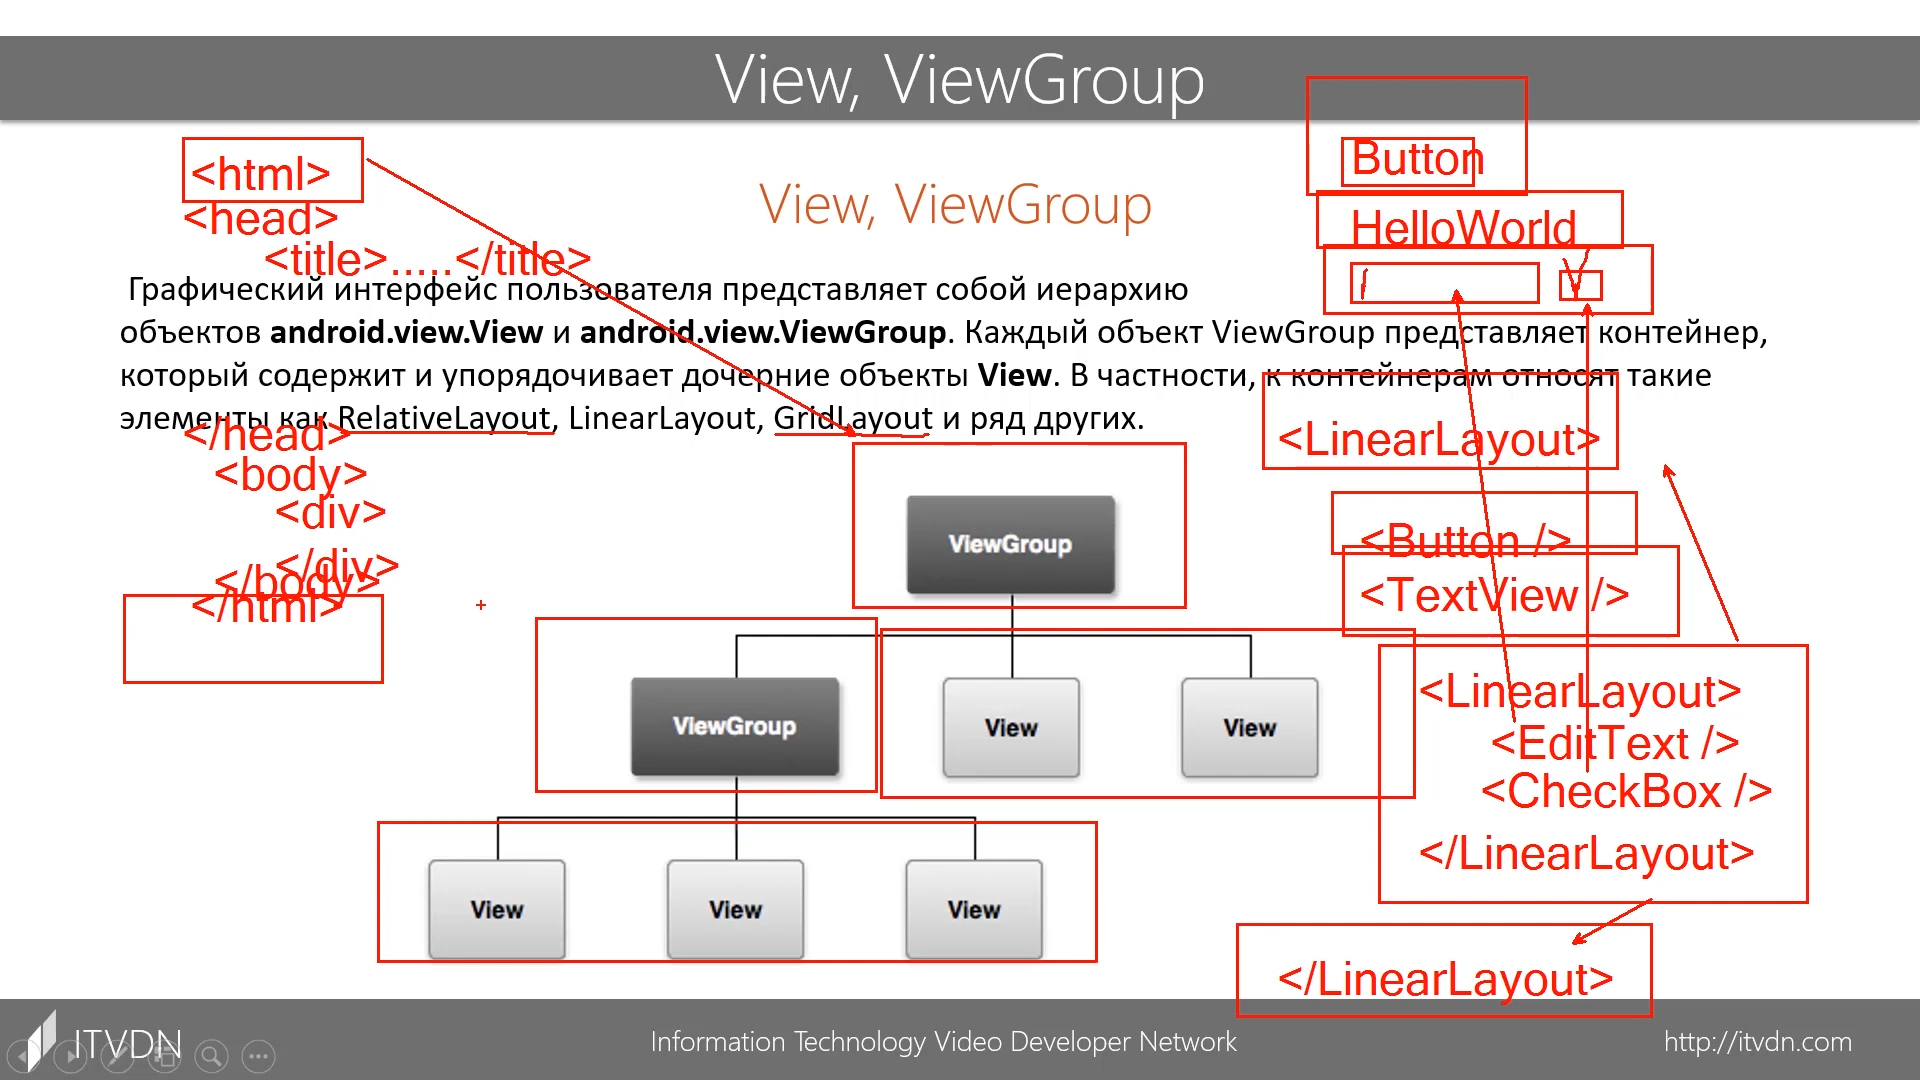 View, ViewGroup
Button
<html>
<head>
View, ViewGroup
HelloWorld
<title>.....</title>
Графический интерфейс пользователя представляет собой иерархию
объектов android.view.View и android.view.ViewGroup. Каждый объект ViewGroup представляет контейнер,
который содержит и упорядочивает дочерние объекты View. В частности, к контейнерам относят такие
элементы как RelativeLayout, LinearLayout, GridLayout и ряд других.
</head>
<body>
<div>
</div>
</body>
</html>
<LinearLayout>
<Button />
<TextView />
<LinearLayout>
<EditText />
<CheckBox />
</LinearLayout>
</LinearLayout>
ViewGroup
ViewGroup
View
View
View
View
View
ITVDN
Information Technology Video Developer Network
http://itvdn.com